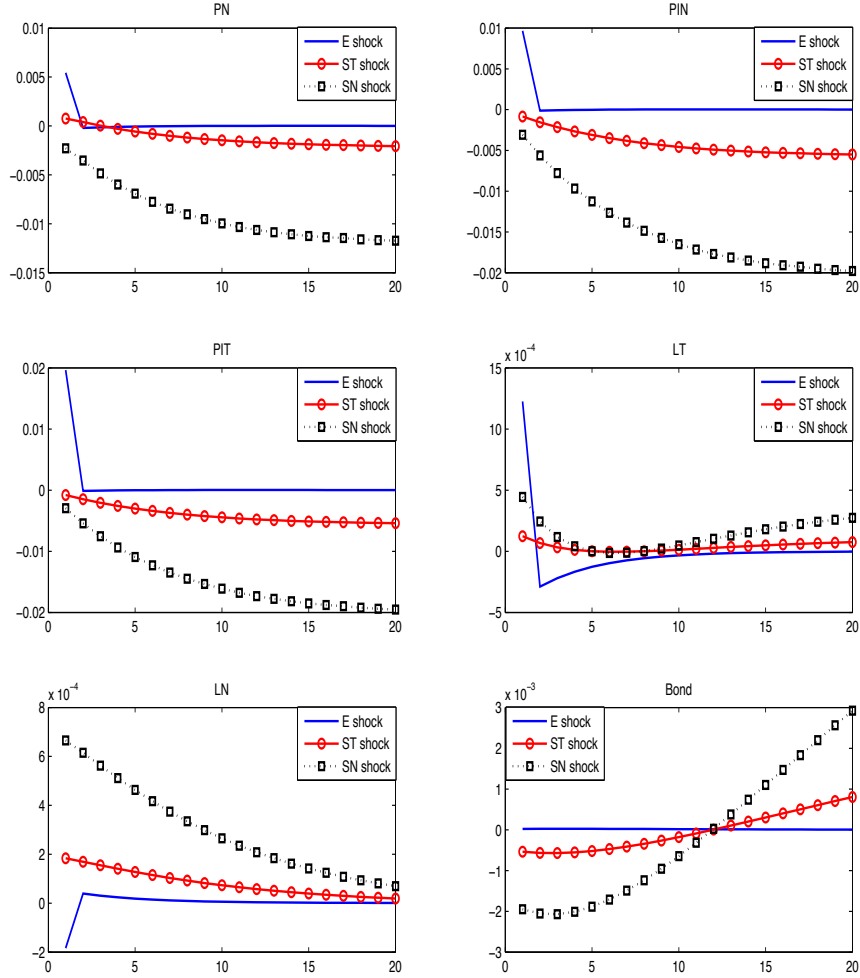 PN
0.01
0.005
0
−0.005
−0.01
−0.015
0 5 10 15 20
E shock
ST shock
SN shock
PIN
0.01
0.005
0
−0.005
−0.01
−0.015
−0.02
0 5 10 15 20
E shock
ST shock
SN shock
PIT
0.02
0.01
0
−0.01
−0.02
0 5 10 15 20
E shock
ST shock
SN shock
LT
x 10⁻⁴
15
10
5
0
−5
0 5 10 15 20
E shock
ST shock
SN shock
LN
x 10⁻⁴
8
6
4
2
0
−2
0 5 10 15 20
E shock
ST shock
SN shock
Bond
x 10⁻³
3
2
1
0
−1
−2
−3
0 5 10 15 20
E shock
ST shock
SN shock